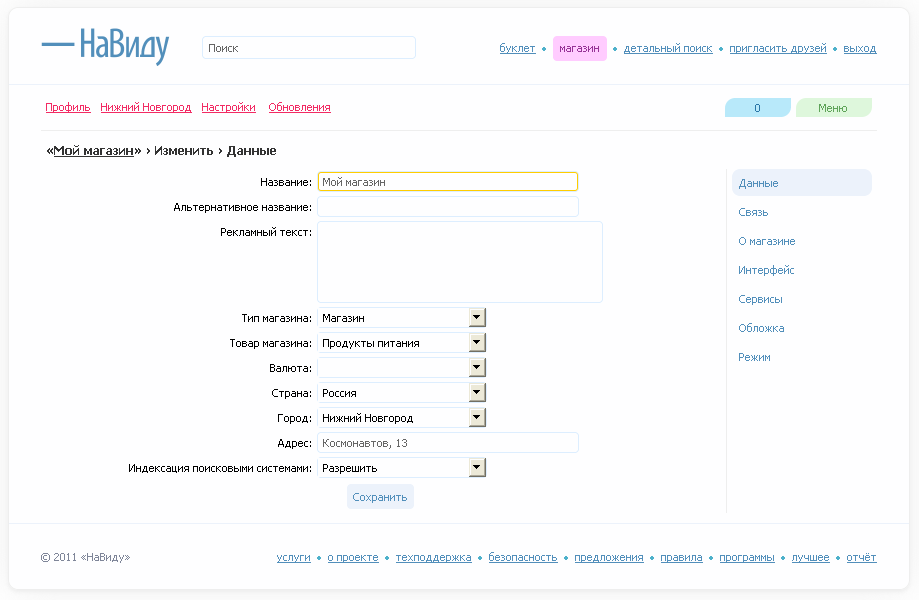 НаВиду
Поиск
буклет • магазин • детальный поиск • пригласить друзей • выход
Профиль Нижний Новгород Настройки Обновления
0 Меню
«Мой магазин» › Изменить › Данные
Название: Мой магазин
Альтернативное название:
Рекламный текст:
Тип магазина: Магазин
Товар магазина: Продукты питания
Валюта:
Страна: Россия
Город: Нижний Новгород
Адрес: Космонавтов, 13
Индексация поисковыми системами: Разрешить
Сохранить
Данные
Связь
О магазине
Интерфейс
Сервисы
Обложка
Режим
© 2011 «НаВиду»
услуги • о проекте • техподдержка • безопасность • предложения • правила • программы • лучшее • отчёт